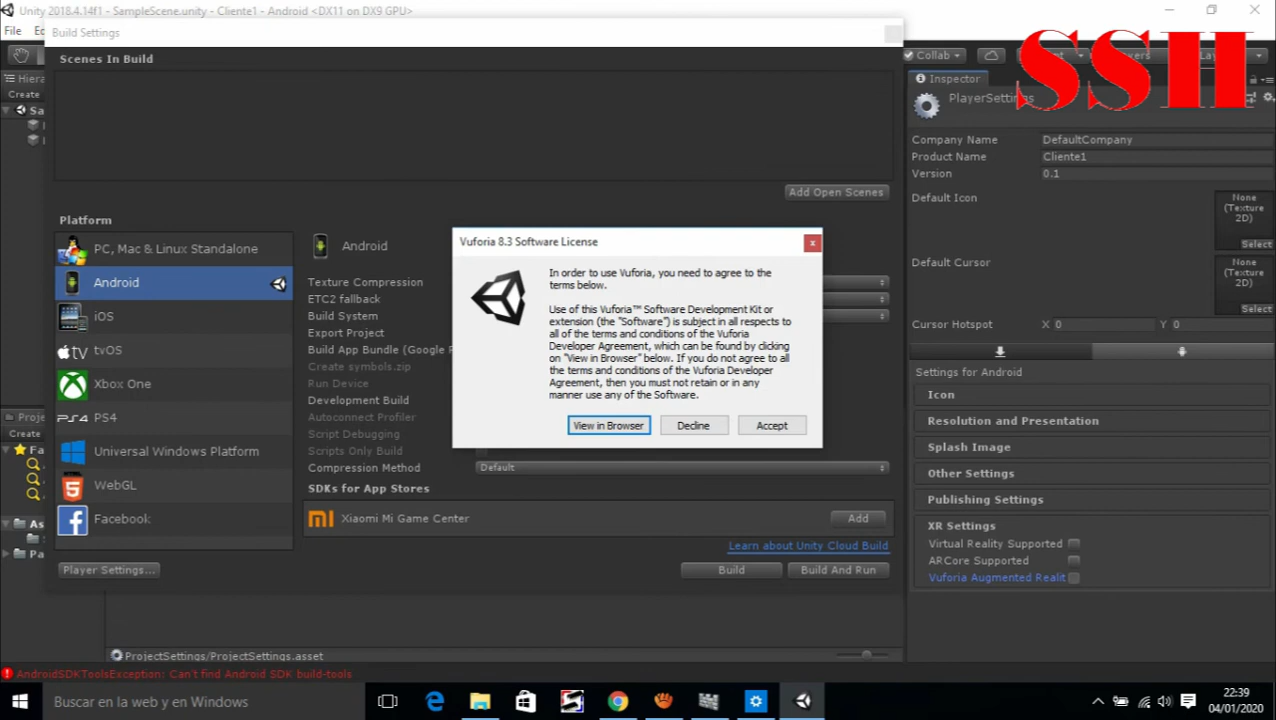 Unity 2018.4.14f1 - SampleScene.unity - Cliente1 - Android <DX11 on DX9 GPU>
File
Build Settings
Scenes In Build
Add Open Scenes
Platform
PC, Mac & Linux Standalone
Android
iOS
tv tvOS
Xbox One
PS4
Universal Windows Platform
WebGL
Facebook
Player Settings...
Android
Texture Compression
ETC2 fallback
Build System
Export Project
Build App Bundle (Google P
Create symbols.zip
Run Device
Development Build
Autoconnect Profiler
Script Debugging
Scripts Only Build
Compression Method
Default
SDKs for App Stores
Xiaomi Mi Game Center
Add
Learn about Unity Cloud Build
Build
Build And Run
Vuforia 8.3 Software License
x
In order to use Vuforia, you need to agree to the
terms below.
Use of this Vuforia™ Software Development Kit or
extension (the "Software") is subject in all respects to
all of the terms and conditions of the Vuforia
Developer Agreement, which can be found by clicking
on "View in Browser" below. If you do not agree to all
the terms and conditions of the Vuforia Developer
Agreement, then you must not retain or in any
manner use any of the Software.
View in Browser
Decline
Accept
Hiera
Create
Sa
Proje
Create
Fa
As
Pa
Collab
SSH
Inspector
PlayerSettings
Company Name
DefaultCompany
Product Name
Cliente1
Version
0.1
Default Icon
None
(Texture
2D)
Select
Default Cursor
None
(Texture
2D)
Select
Cursor Hotspot
X 0
Y 0
Settings for Android
Icon
Resolution and Presentation
Splash Image
Other Settings
Publishing Settings
XR Settings
Virtual Reality Supported
ARCore Supported
Vuforia Augmented Realit
ProjectSettings/ProjectSettings.asset
AndroidSDKToolsException: Can't find Android SDK build-tools
Buscar en la web y en Windows
22:39
04/01/2020